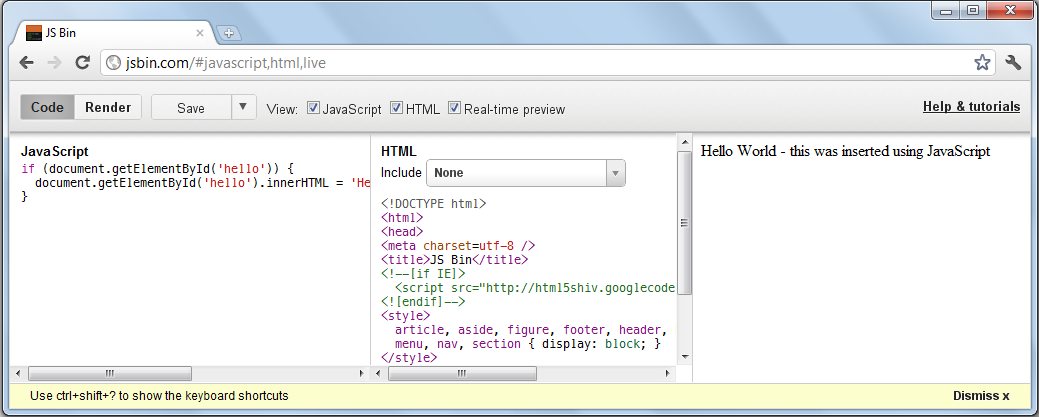 JS Bin
jsbin.com/#javascript,html,live
Code Render Save View: JavaScript HTML Real-time preview Help & tutorials
JavaScript
if (document.getElementById('hello')) {
document.getElementById('hello').innerHTML = 'He
}
HTML
Include None
<!DOCTYPE html>
<html>
<head>
<meta charset=utf-8 />
<title>JS Bin</title>
<!--[if IE]>
<script src="http://html5shiv.googlecode
<![endif]-->
<style>
article, aside, figure, footer, header,
menu, nav, section { display: block; }
</style>
Hello World - this was inserted using JavaScript
Use ctrl+shift+? to show the keyboard shortcuts Dismiss x